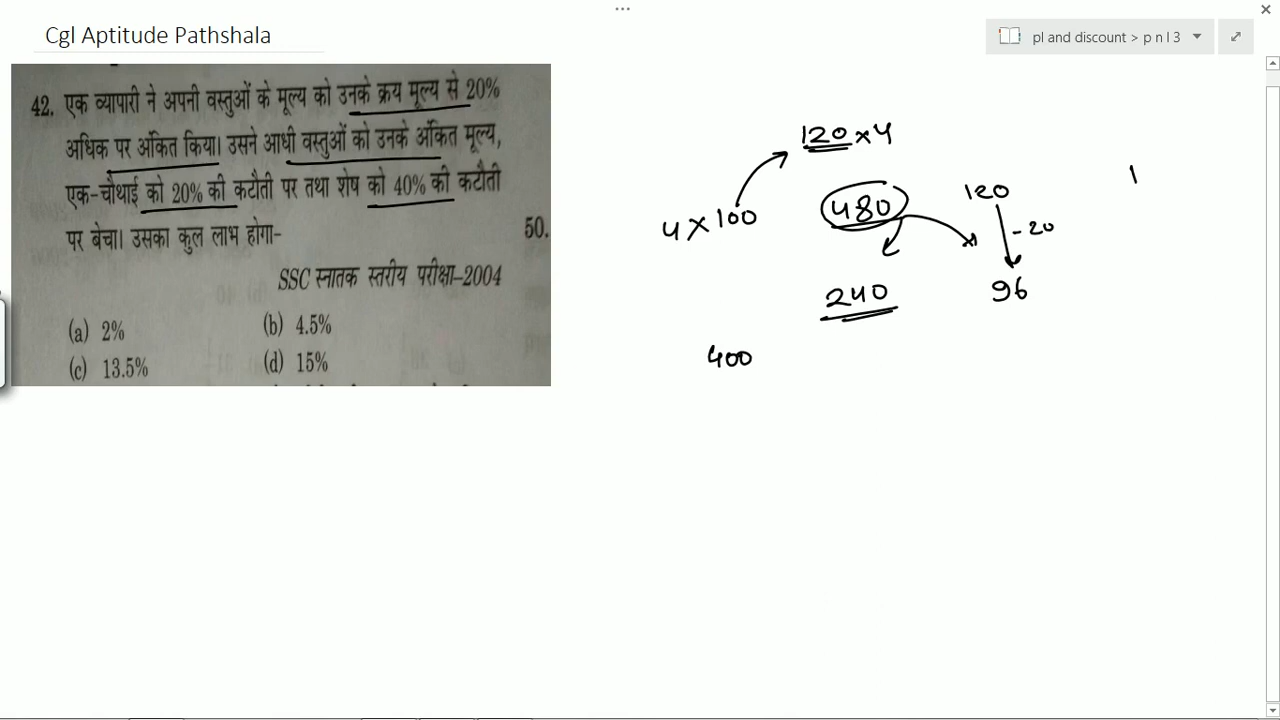 ...
Cgl Aptitude Pathshala
pl and discount > p n l 3
42. एक व्यापारी ने अपनी वस्तुओं के मूल्य को उनके क्रय मूल्य से 20%
अधिक पर अंकित किया। उसने आधी वस्तुओं को उनके अंकित मूल्य,
एक-चौथाई को 20% की कटौती पर तथा शेष को 40% की कटौती
पर बेचा। उसका कुल लाभ होगा-
50.
SSC स्नातक स्तरीय परीक्षा-2004
(a) 2%
(b) 4.5%
(c) 13.5%
(d) 15%
120 x 4
4 X 100
480
120
- 20
240
96
400
1